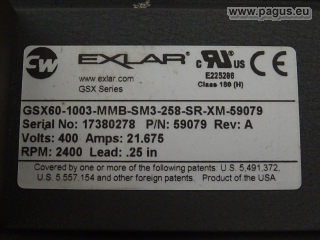 www.pagus.eu
CW EXLAR
www.exlar.com
GSX Series
C UL US
E225286
Class 180 (H)
GSX60-1003-MMB-SM3-258-SR-XM-59079
Serial No: 17380278 P/N: 59079 Rev: A
Volts: 400 Amps: 21.675
RPM: 2400 Lead: .25 in
Covered by one or more of the following patents: U.S. 5,491,372,
U.S. 5,557,154 and other patents pending. Product of the USA